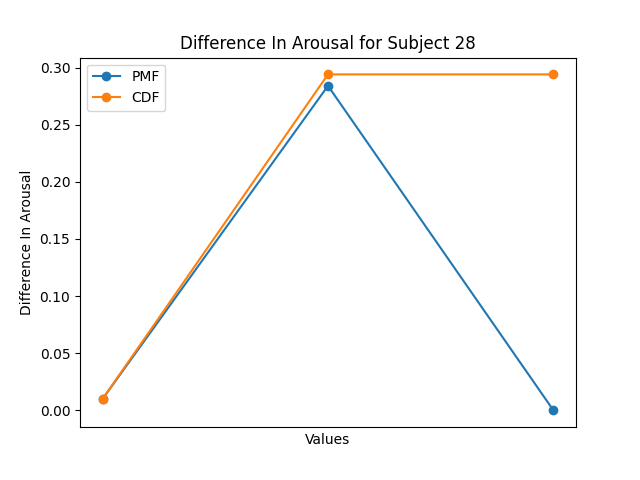 Difference In Arousal for Subject 28
PMF
CDF
0.30
0.25
0.20
0.15
0.10
0.05
0.00
Difference In Arousal
Values